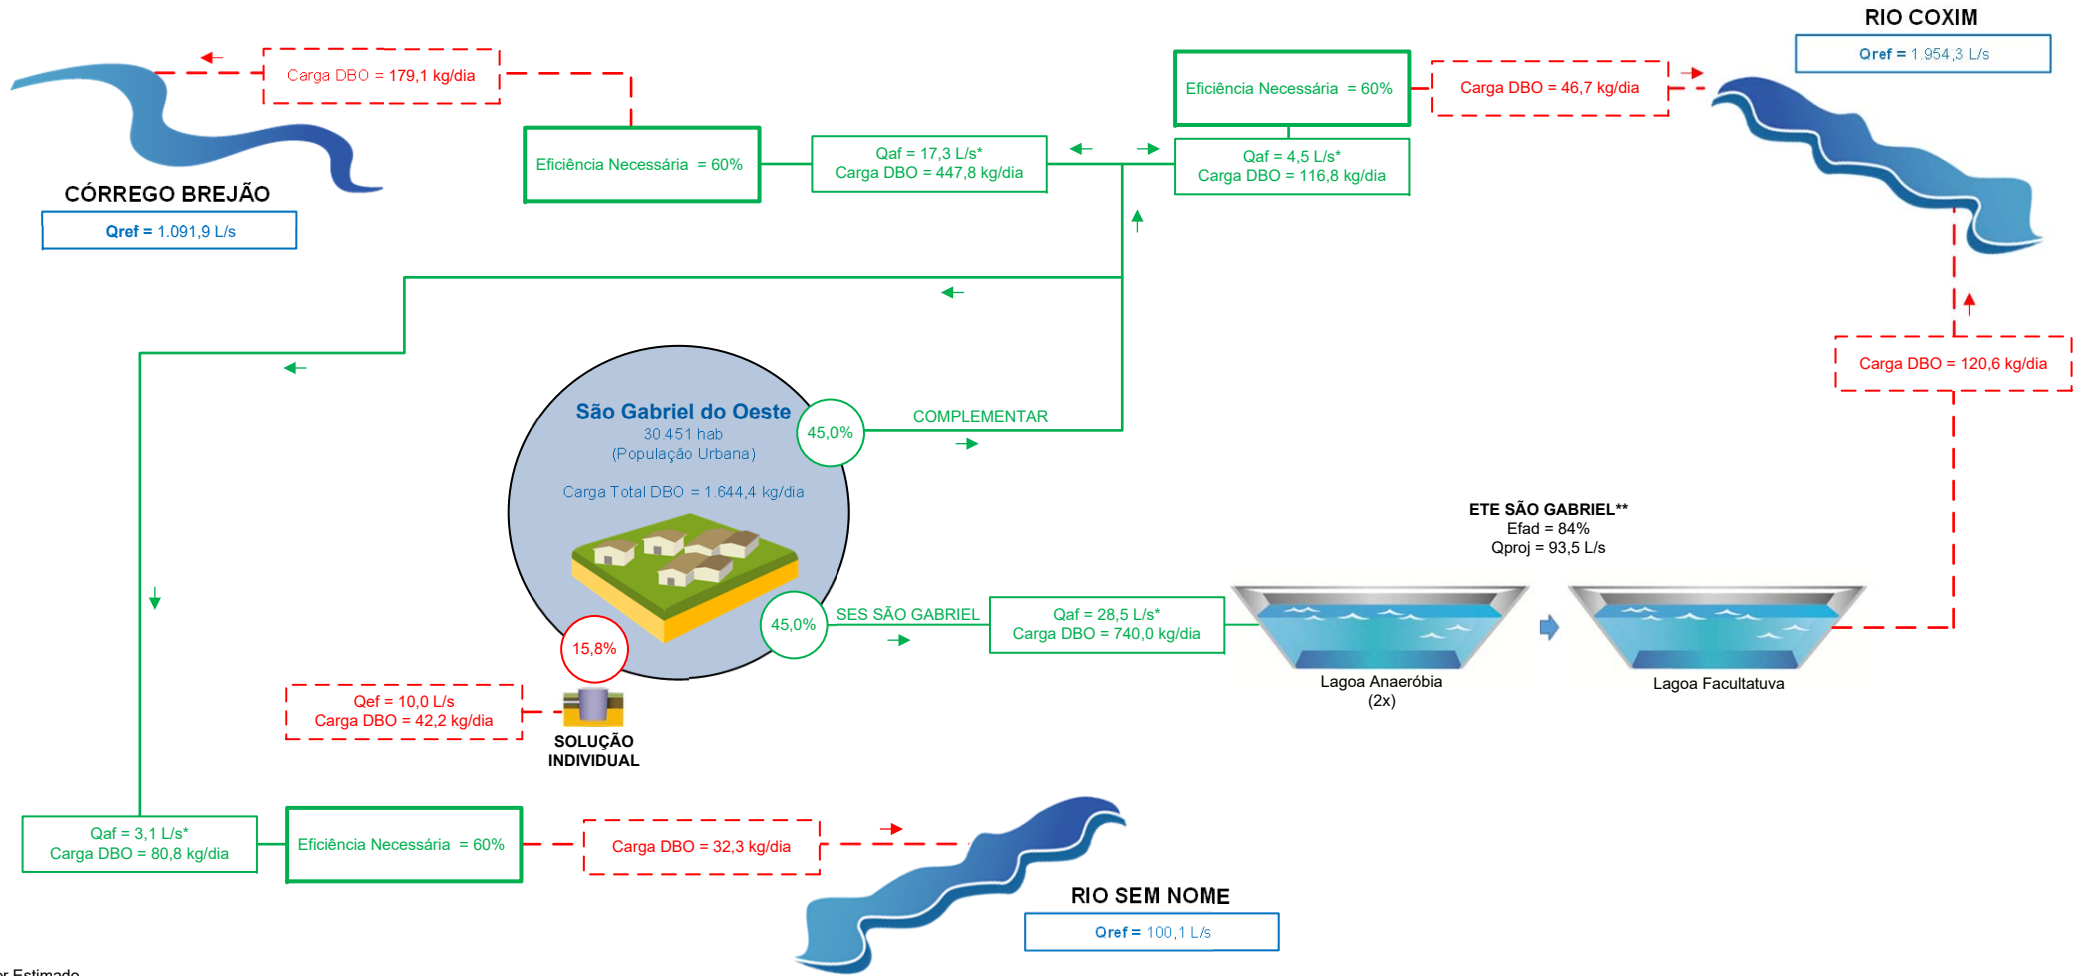 RIO COXIM
Qref = 1.954,3 L/s
Carga DBO = 179,1 kg/dia
Eficiência Necessária = 60%
Carga DBO = 46,7 kg/dia
Eficiência Necessária = 60%
Qaf = 17,3 L/s*
Carga DBO = 447,8 kg/dia
Qaf = 4,5 L/s*
Carga DBO = 116,8 kg/dia
CÓRREGO BREJÃO
Qref = 1.091,9 L/s
Carga DBO = 120,6 kg/dia
São Gabriel do Oeste
30.451 hab
(População Urbana)
Carga Total DBO = 1.644,4 kg/dia
45,0%
COMPLEMENTAR
ETE SÃO GABRIEL**
Efad = 84%
Qproj = 93,5 L/s
45,0%
SES SÃO GABRIEL
Qaf = 28,5 L/s*
Carga DBO = 740,0 kg/dia
15,8%
Lagoa Anaeróbia
(2x)
Lagoa Facultatuva
Qef = 10,0 L/s
Carga DBO = 42,2 kg/dia
SOLUÇÃO
INDIVIDUAL
Qaf = 3,1 L/s*
Carga DBO = 80,8 kg/dia
Eficiência Necessária = 60%
Carga DBO = 32,3 kg/dia
RIO SEM NOME
Qref = 100,1 L/s
Estimado